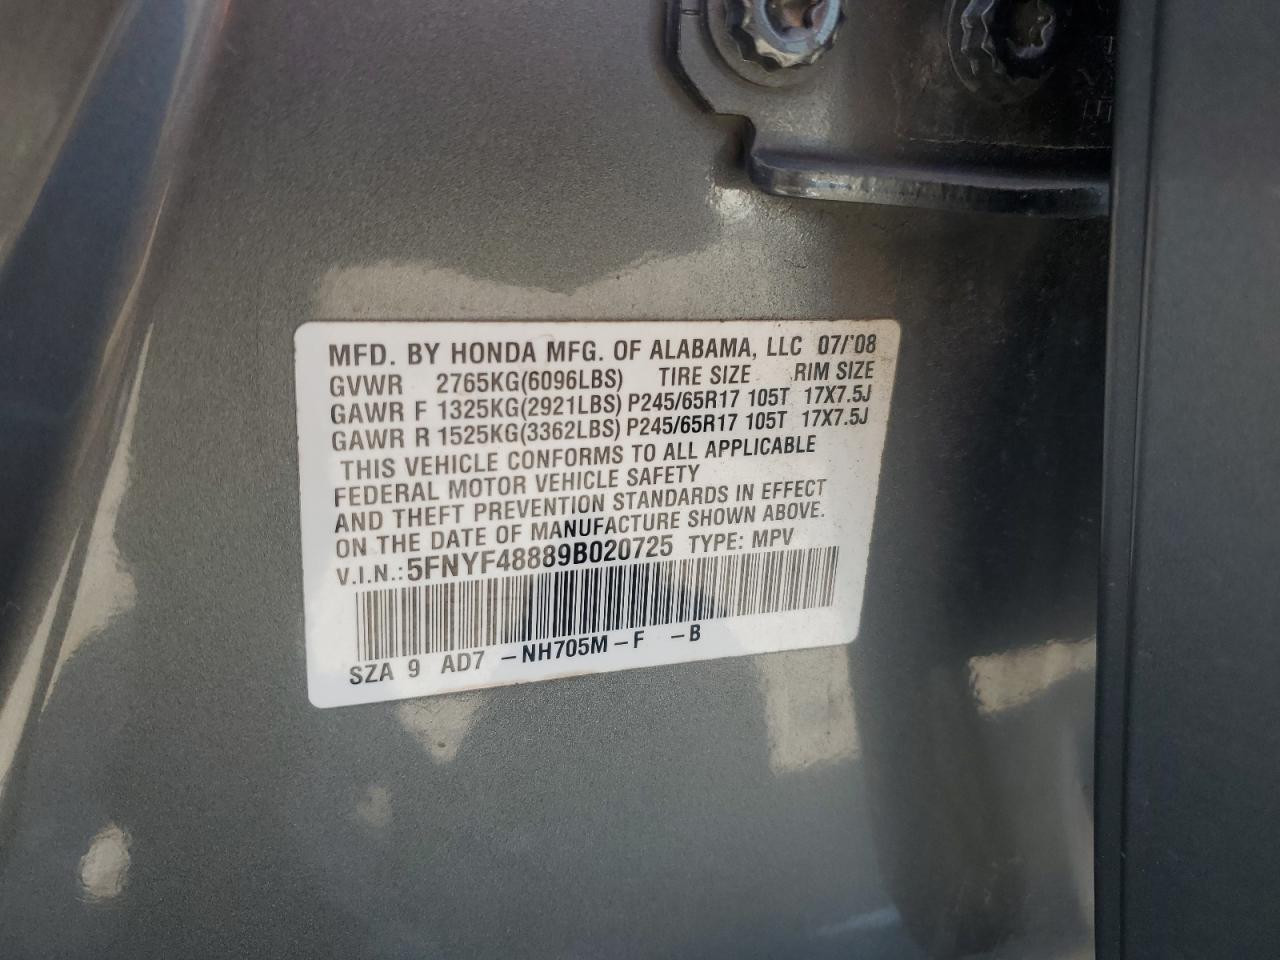 MFD. BY HONDA MFG. OF ALABAMA, LLC 07/'08
GVWR 2765KG(6096LBS) TIRE SIZE RIM SIZE
GAWR F 1325KG(2921LBS) P245/65R17 105T 17X7.5J
GAWR R 1525KG(3362LBS) P245/65R17 105T 17X7.5J
THIS VEHICLE CONFORMS TO ALL APPLICABLE
FEDERAL MOTOR VEHICLE SAFETY
AND THEFT PREVENTION STANDARDS IN EFFECT
ON THE DATE OF MANUFACTURE SHOWN ABOVE.
V.I.N.: 5FNYF48889B020725 TYPE: MPV
SZA 9 AD7 -NH705M-F -B